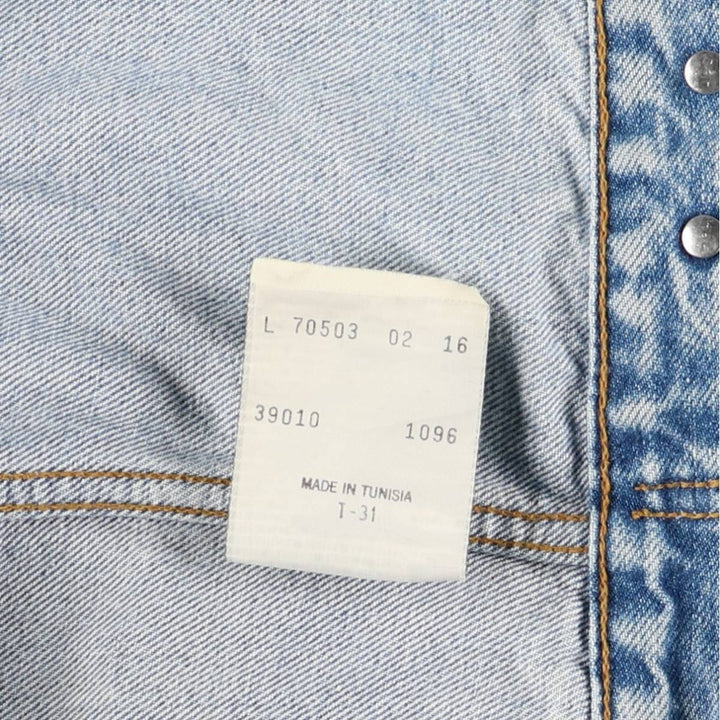 L 70503 02 16
39010 1096
MADE IN TUNISIA
I-31